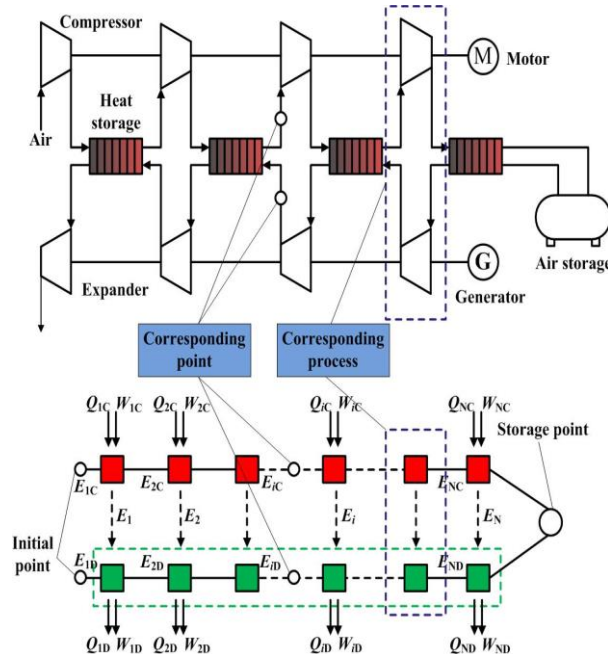 Compressor
M
Motor
Heat
storage
Air
Expander
G
Generator
Air storage
Corresponding
point
Corresponding
process
Q1C W1C
Q2C W2C
QiC WiC
QNC WNC
Storage point
E1C
E2C
EiC
ENC
E1
E2
Ei
EN
Initial
point
E1D
E2D
EiD
END
Q1D W1D
Q2D W2D
QiD WiD
QND WND